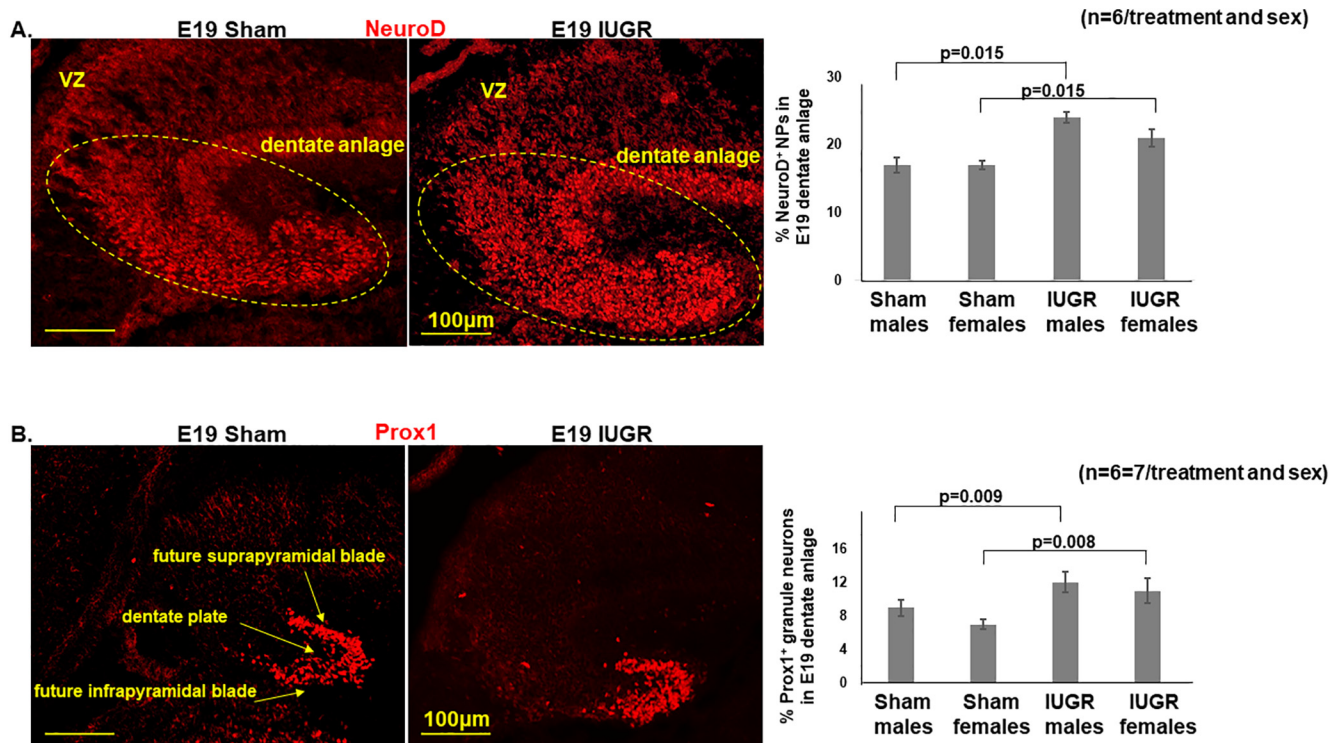 A.
E19 Sham
NeuroD
E19 IUGR
VZ
dentate anlage
VZ
dentate anlage
100µm
(n=6/treatment and sex)
p=0.015
p=0.015
30
20
10
0
% NeuroD+ NPs in
E19 dentate anlage
Sham
males
Sham
females
IUGR
males
IUGR
females
B.
E19 Sham
Prox1
E19 IUGR
future suprapyramidal blade
dentate plate
future infrapyramidal blade
100µm
(n=6=7/treatment and sex)
p=0.009
p=0.008
16
12
8
4
0
% Prox1+ granule neurons
in E19 dentate anlage
Sham
males
Sham
females
IUGR
males
IUGR
females